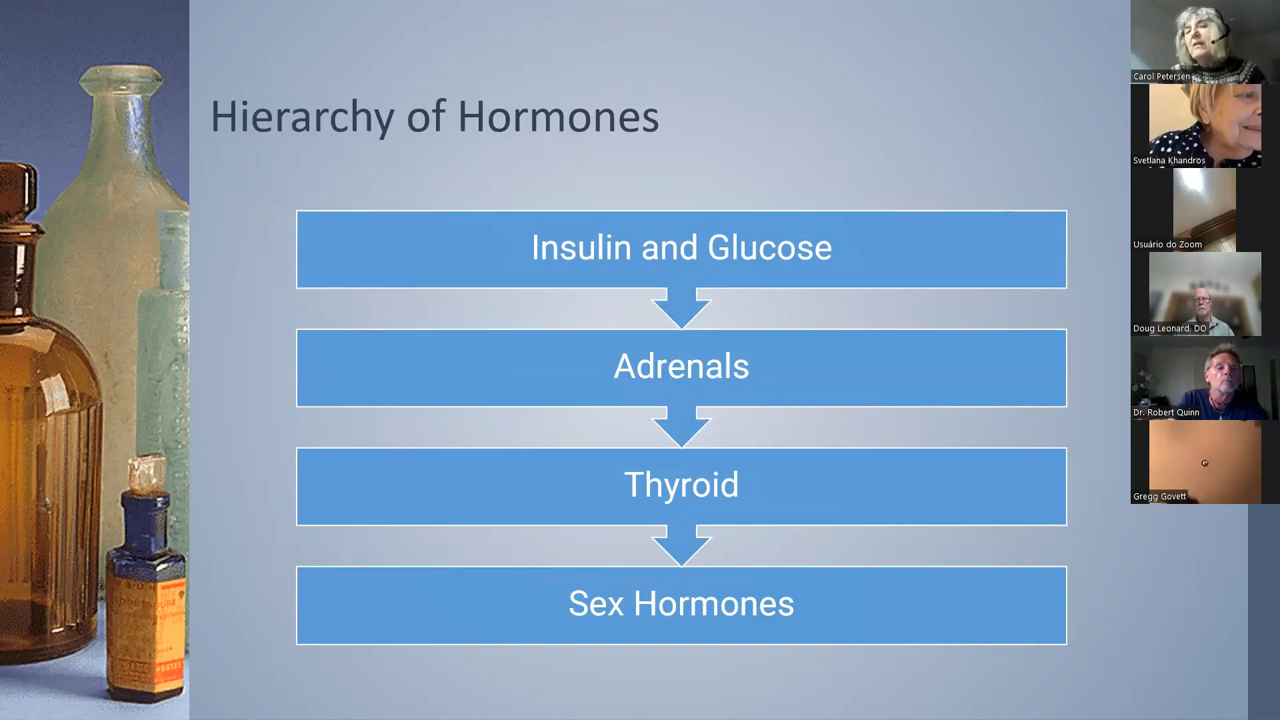 Hierarchy of Hormones
Insulin and Glucose
Adrenals
Thyroid
Sex Hormones
Carol Petersen
Svetlana Khandros
Usuário do Zoom
Doug Leonard, DO
Dr. Robert Quinn
Gregg Govett
HORSES